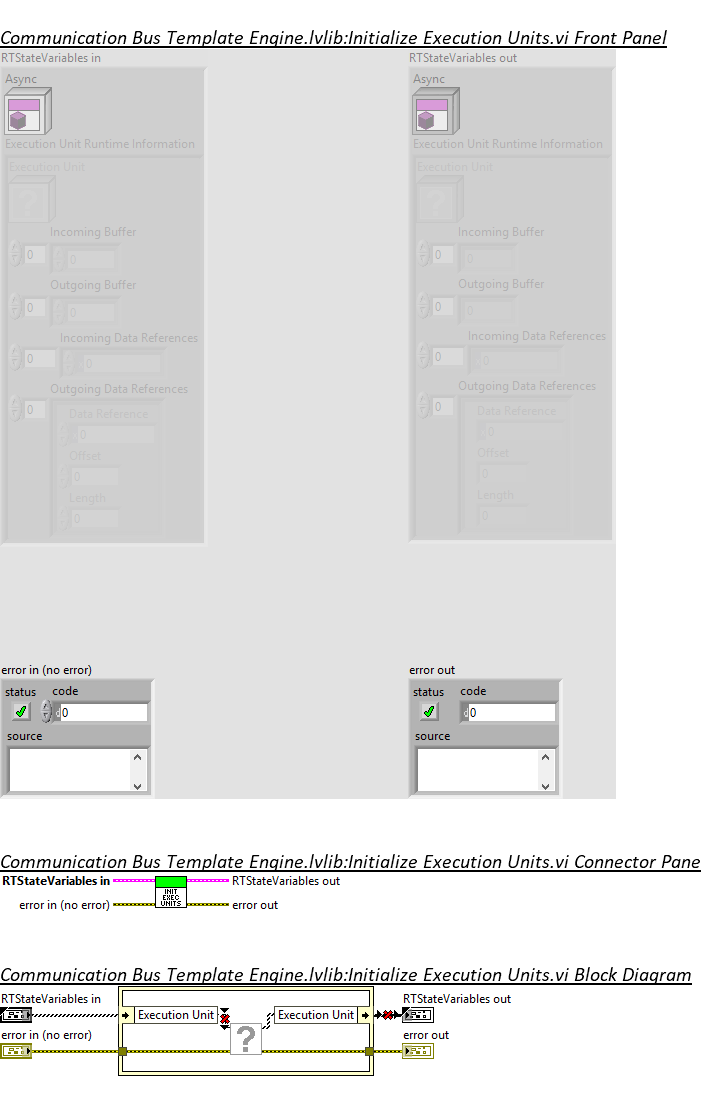 Communication Bus Template Engine.lvlib:Initialize Execution Units.vi Front Panel
RTStateVariables in RTStateVariables out
Async Async
Execution Unit Runtime Information Execution Unit Runtime Information
Execution Unit Execution Unit
? ?
Incoming Buffer Incoming Buffer
0 0 0 0
Outgoing Buffer Outgoing Buffer
0 0 0 0
Incoming Data References Incoming Data References
0 0 0 0
Outgoing Data References Outgoing Data References
0 0
Data Reference Data Reference
0 0
Offset Offset
0 0
Length Length
0 0
error in (no error) error out
status code status code
d0 d0
source source
Communication Bus Template Engine.lvlib:Initialize Execution Units.vi Connector Pane
RTStateVariables in RTStateVariables out
INIT
EXEC
UNITS
error in (no error) error out
Communication Bus Template Engine.lvlib:Initialize Execution Units.vi Block Diagram
RTStateVariables in RTStateVariables out
Execution Unit Execution Unit
error in (no error) ? error out